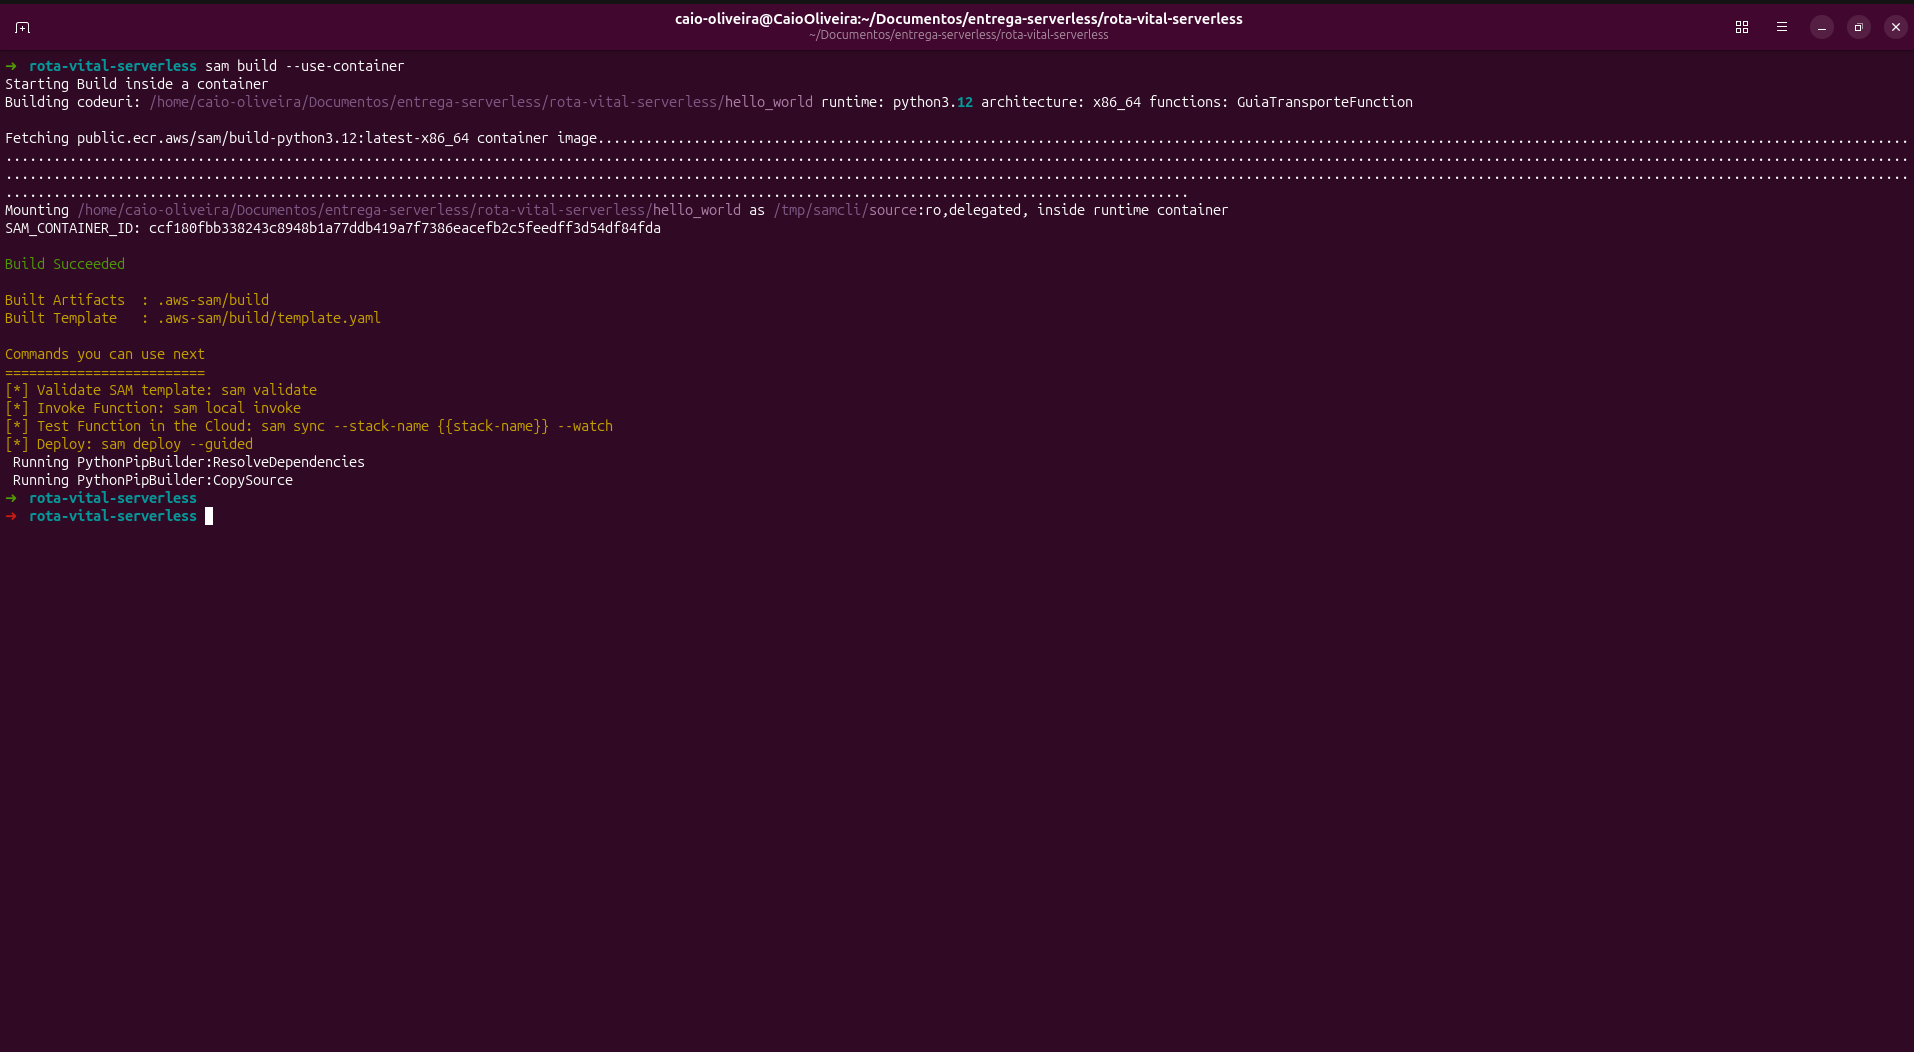 caio-oliveira@CaioOliveira:~/Documentos/entrega-serverless/rota-vital-serverless
~/Documentos/entrega-serverless/rota-vital-serverless
➜ rota-vital-serverless sam build --use-container
Starting Build inside a container
Building codeuri: /home/caio-oliveira/Documentos/entrega-serverless/rota-vital-serverless/hello_world runtime: python3.12 architecture: x86_64 functions: GuiaTransporteFunction
Fetching public.ecr.aws/sam/build-python3.12:latest-x86_64 container image....................
Mounting /home/caio-oliveira/Documentos/entrega-serverless/rota-vital-serverless/hello_world as /tmp/samcli/source:ro,delegated, inside runtime container
SAM_CONTAINER_ID: ccf180fbb338243c8948b1a77ddb419a7f7386eacefb2c5feedff3d54df84fda
Build Succeeded
Built Artifacts  : .aws-sam/build
Built Template   : .aws-sam/build/template.yaml
Commands you can use next
=========================
[*] Validate SAM template: sam validate
[*] Invoke Function: sam local invoke
[*] Test Function in the Cloud: sam sync --stack-name {{stack-name}} --watch
[*] Deploy: sam deploy --guided
 Running PythonPipBuilder:ResolveDependencies
 Running PythonPipBuilder:CopySource
➜ rota-vital-serverless
➜ rota-vital-serverless